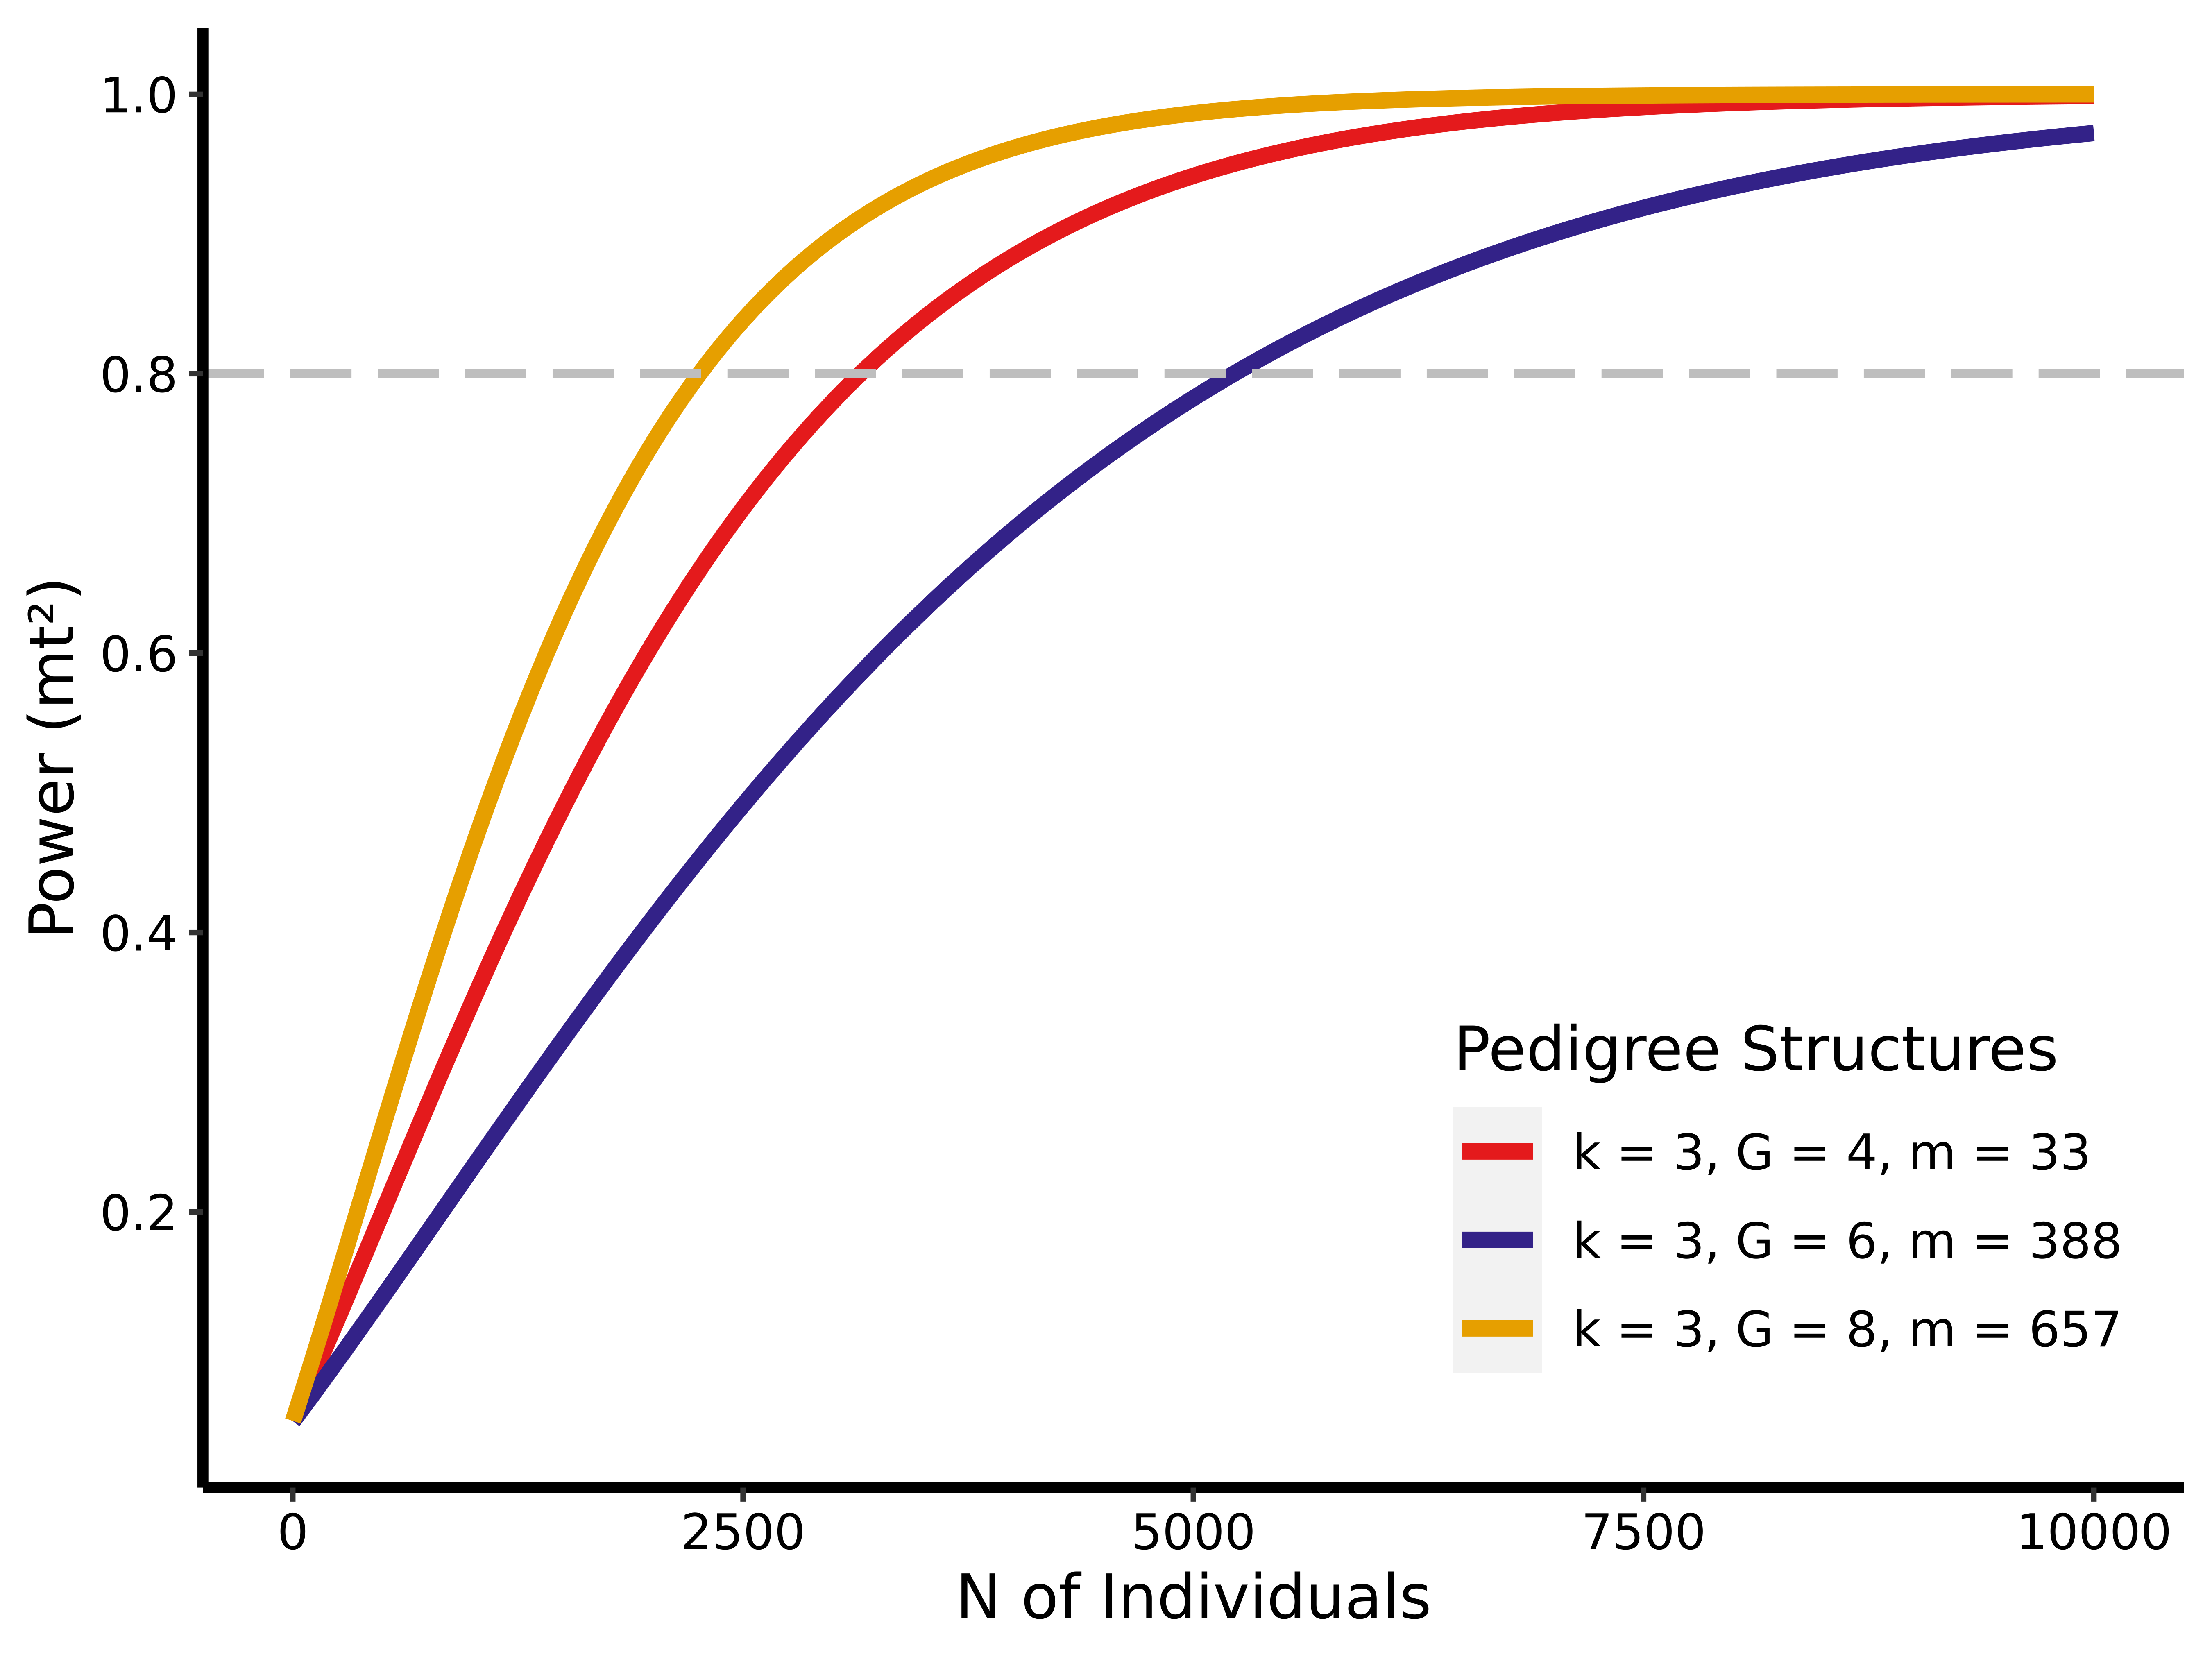 Power (mt²)
1.0
0.8
0.6
0.4
0.2
0
2500
5000
7500
10000
N of Individuals
Pedigree Structures
k = 3, G = 4, m = 33
k = 3, G = 6, m = 388
k = 3, G = 8, m = 657